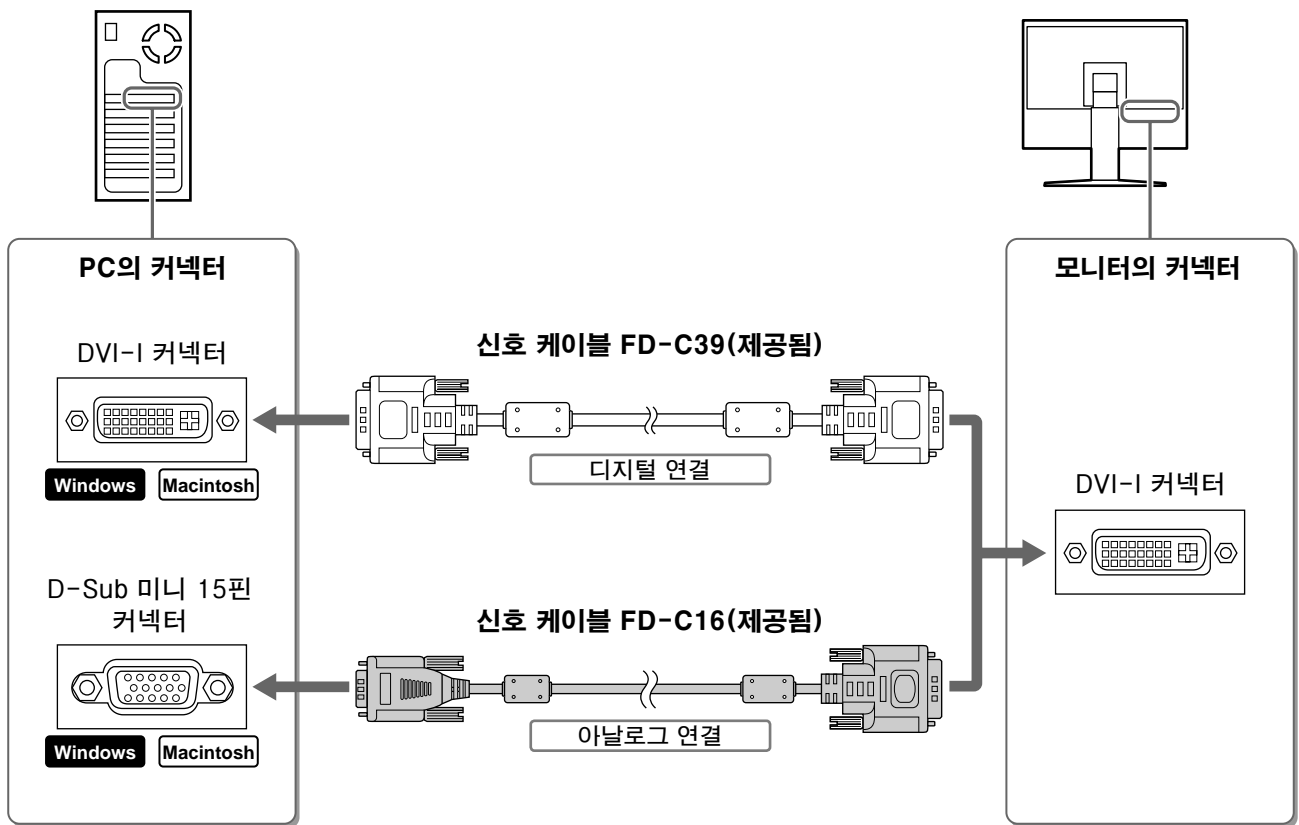 PC의 커넥터
DVI-I 커넥터
Windows Macintosh
D-Sub 미니 15핀
커넥터
Windows Macintosh
신호 케이블 FD-C39(제공됨)
디지털 연결
신호 케이블 FD-C16(제공됨)
아날로그 연결
모니터의 커넥터
DVI-I 커넥터